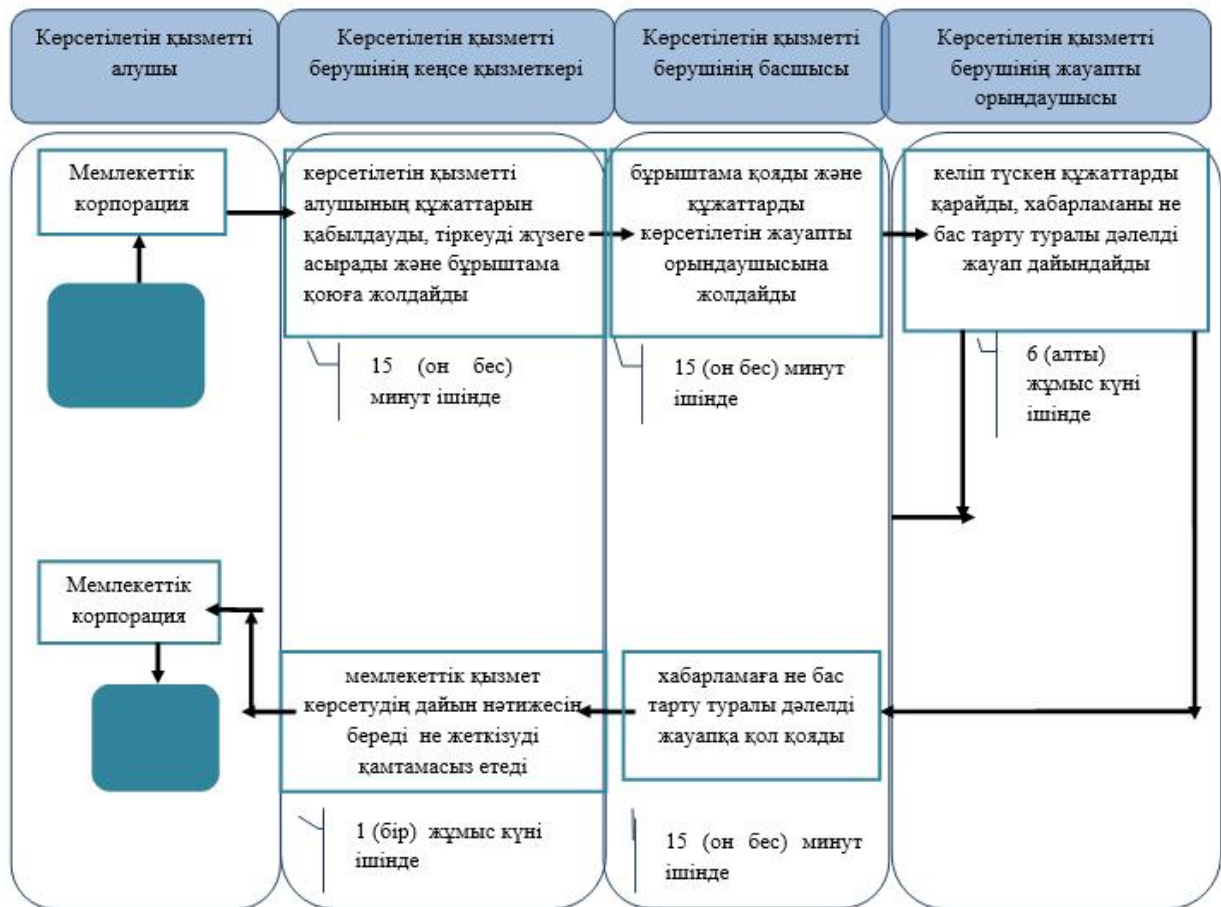 Көрсетілетін қызметті
алушы
Көрсетілетін қызметті
берушінің кеңсе қызметкері
Көрсетілетін қызметті
берушінің басшысы
Көрсетілетін қызметті
берушінің жауапты
орындаушысы
Мемлекеттік
корпорация
көрсетілетін қызметті
алушының құжаттарын
қабылдауды, тіркеуді жүзеге
асырады және бұрыштама
қоюға жолдайды
бұрыштама қояды және
құжаттарды
көрсетілетін жауапты
орындаушысына
жолдайды
келіп түскен құжаттарды
қарайды, хабарламаны не
бас тарту туралы дәлелді
жауап дайындайды
15 (он бес)
минут ішінде
15 (он бес) минут
ішінде
6 (алты)
жұмыс күні
ішінде
Мемлекеттік
корпорация
мемлекеттік қызмет
көрсетудің дайын нәтижесін
береді не жеткізуді
қамтамасыз етеді
хабарламаға не бас
тарту туралы дәлелді
жауапқа қол қояды
1 (бір) жұмыс күні
ішінде
15 (он бес) минут
ішінде